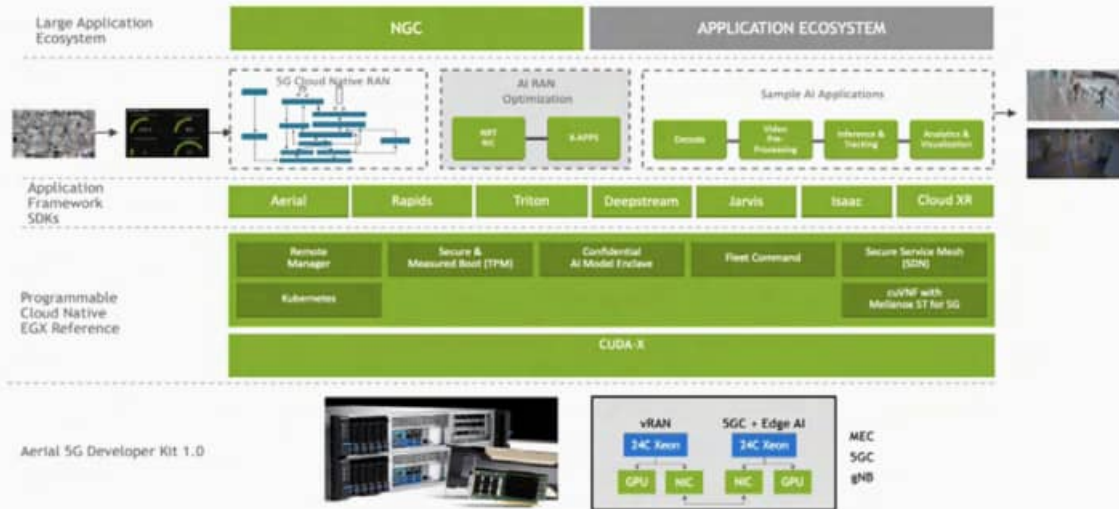 Large Application
Ecosystem
NGC
APPLICATION ECOSYSTEM
5G Cloud Native RAN
AI RAN
Optimization
NRT
RIC
X-APPS
Sample AI Applications
Decode
Video
Pre-
Processing
Inference &
Tracking
Analytics &
Visualization
Application
Framework
SDKs
Aerial
Rapids
Triton
Deepstream
Jarvis
Isaac
Cloud XR
Programmable
Cloud Native
EGX Reference
Remote
Manager
Secure &
Measured Boot (TPM)
Confidential
AI Model Enclave
Fleet Command
Secure Service Mesh
(SDN)
Kubernetes
cuVNF with
Mellanox ST for 5G
CUDA-X
Aerial 5G Developer Kit 1.0
vRAN
5GC + Edge AI
24C Xeon
24C Xeon
GPU
NIC
NIC
GPU
MEC
5GC
gNB